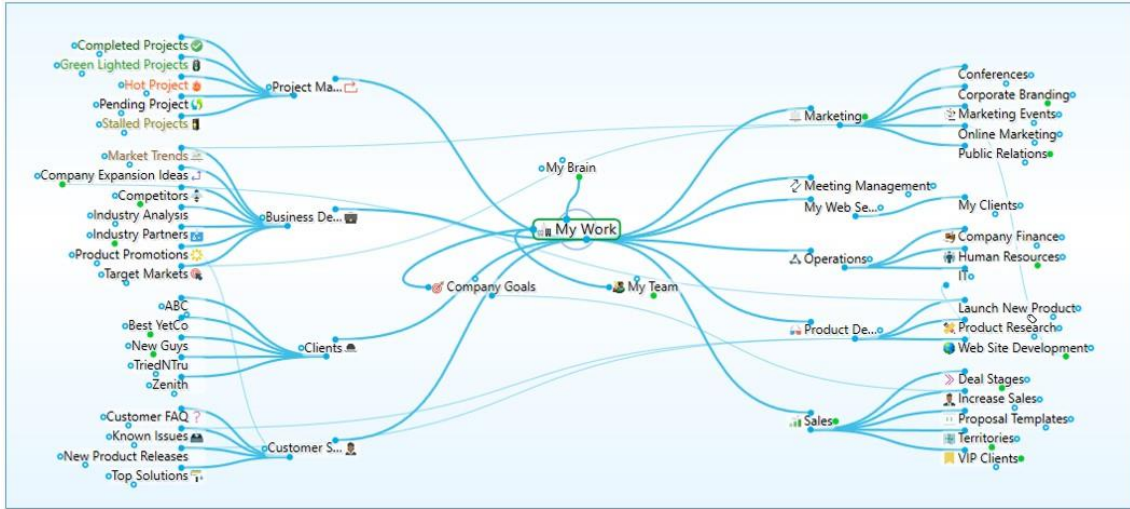 Completed Projects
Green Lighted Projects
Hot Project
Pending Project
Stalled Projects
Project Ma...
Market Trends
Company Expansion Ideas
Competitors
Industry Analysis
Industry Partners
Product Promotions
Target Markets
Business De...
ABC
Best YetCo
New Guys
TriedNTru
Zenith
Clients
Customer FAQ
Known Issues
New Product Releases
Top Solutions
Customer S...
My Brain
My Work
Company Goals
My Team
Marketing
Conferences
Corporate Branding
Marketing Events
Online Marketing
Public Relations
Meeting Management
My Web Se...
My Clients
Operations
Company Finance
Human Resources
IT
Product De...
Launch New Product
Product Research
Web Site Development
Sales
Deal Stages
Increase Sales
Proposal Templates
Territories
VIP Clients